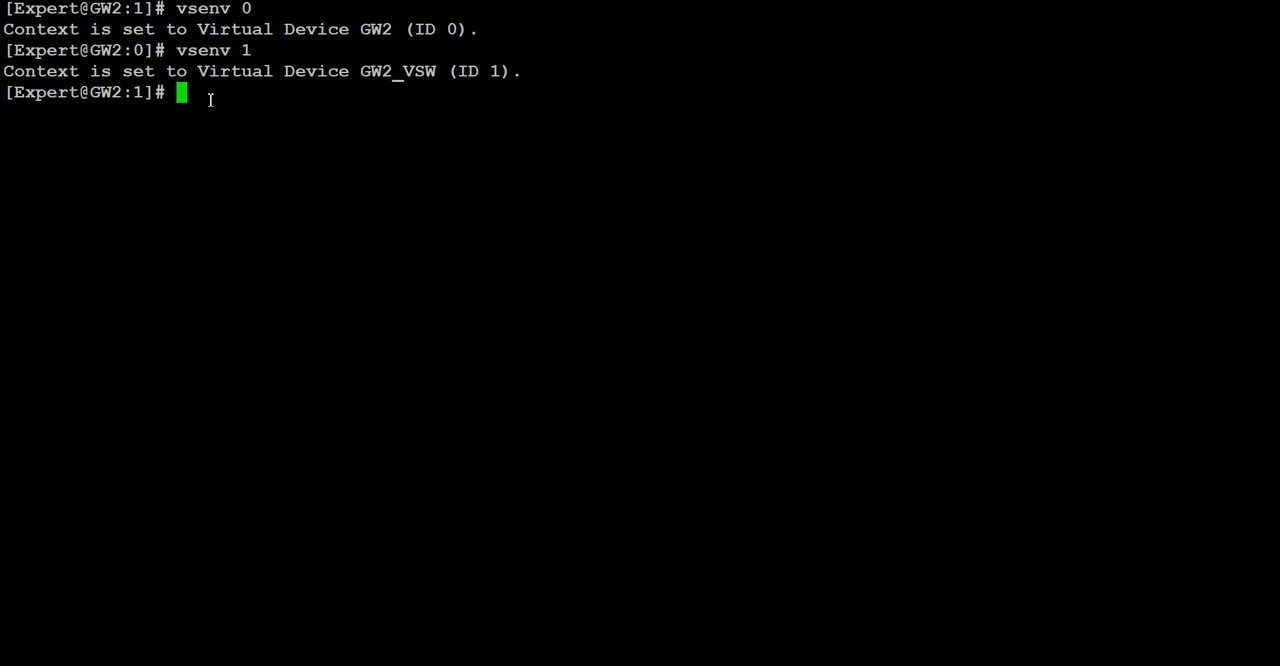 [Expert@GW2:1]# vsenv 0
Context is set to Virtual Device GW2 (ID 0).
[Expert@GW2:0]# vsenv 1
Context is set to Virtual Device GW2_VSW (ID 1).
[Expert@GW2:1]#